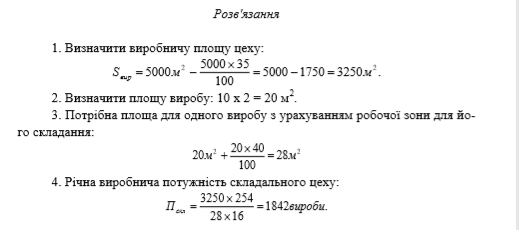 Розв'язання
1. Визначити виробничу площу цеху:
S_вир = 5000м² − (5000×35)/100 = 5000−1750 = 3250м².
2. Визначити площу виробу: 10 х 2 = 20 м².
3. Потрібна площа для одного виробу з урахуванням робочої зони для йо-
го складання:
20м² + (20×40)/100 = 28м²
4. Річна виробнича потужність складального цеху:
П_скл = (3250×254)/(28×16) = 1842вироби.